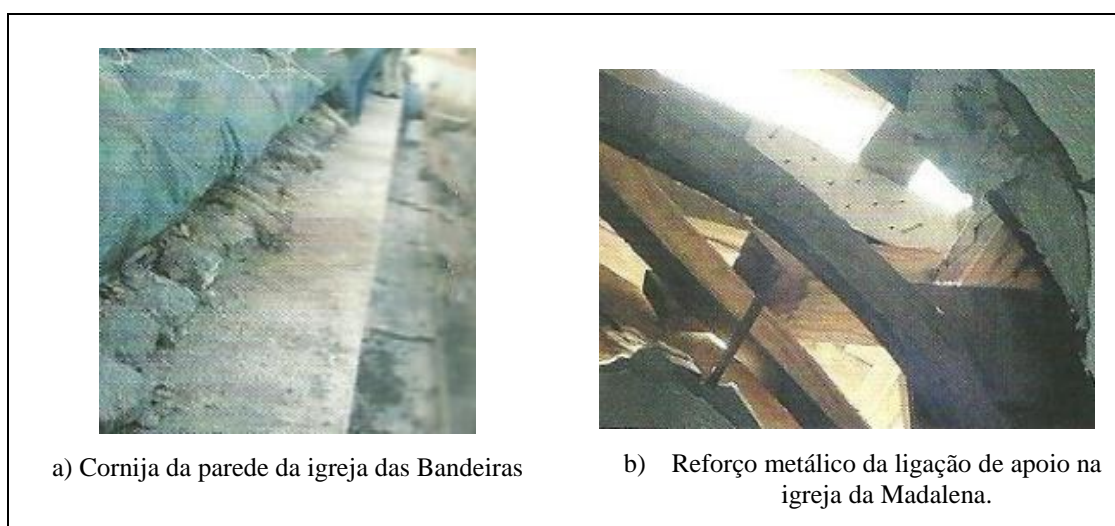 a) Cornija da parede da igreja das Bandeiras
b) Reforço metálico da ligação de apoio na
igreja da Madalena.